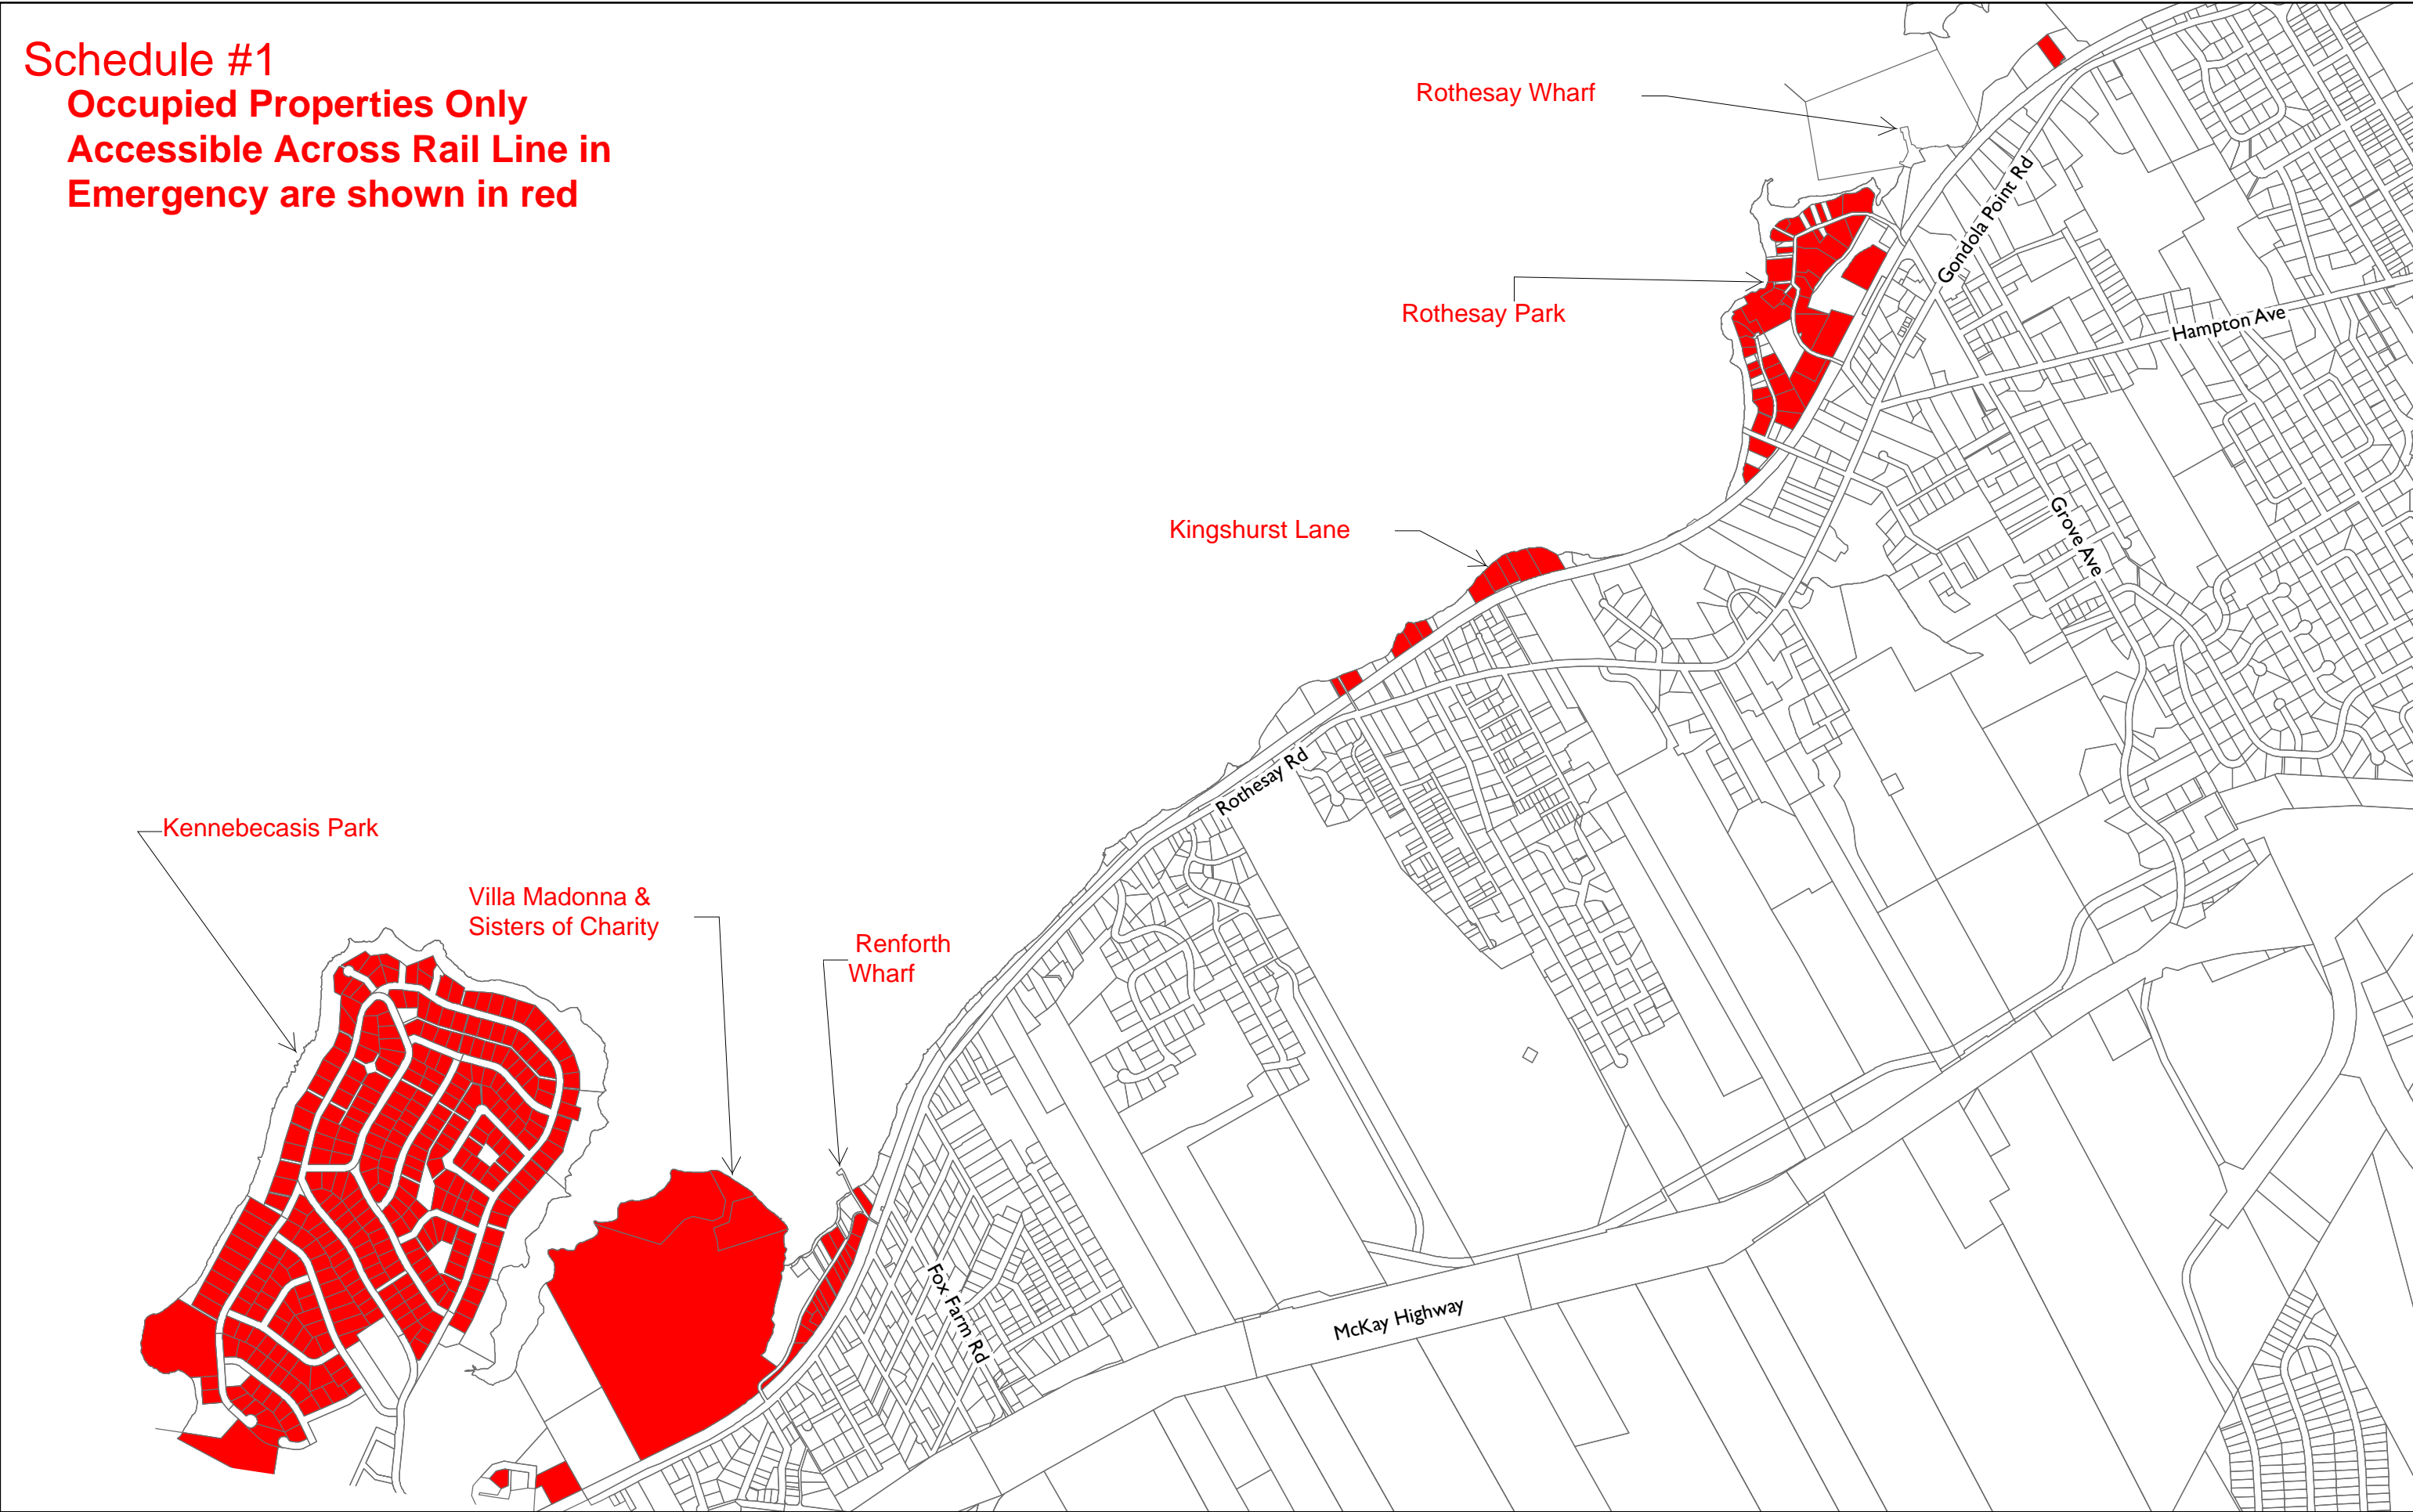 Schedule #1
Occupied Properties Only
Accessible Across Rail Line in
Emergency are shown in red
Rothesay Wharf
Gondola Point Rd
Rothesay Park
Hampton Ave
Kingshurst Lane
Grove Ave
Rothesay Rd
Kennebecasis Park
Villa Madonna &
Sisters of Charity
Renforth
Wharf
Fox Farm Rd
McKay Highway